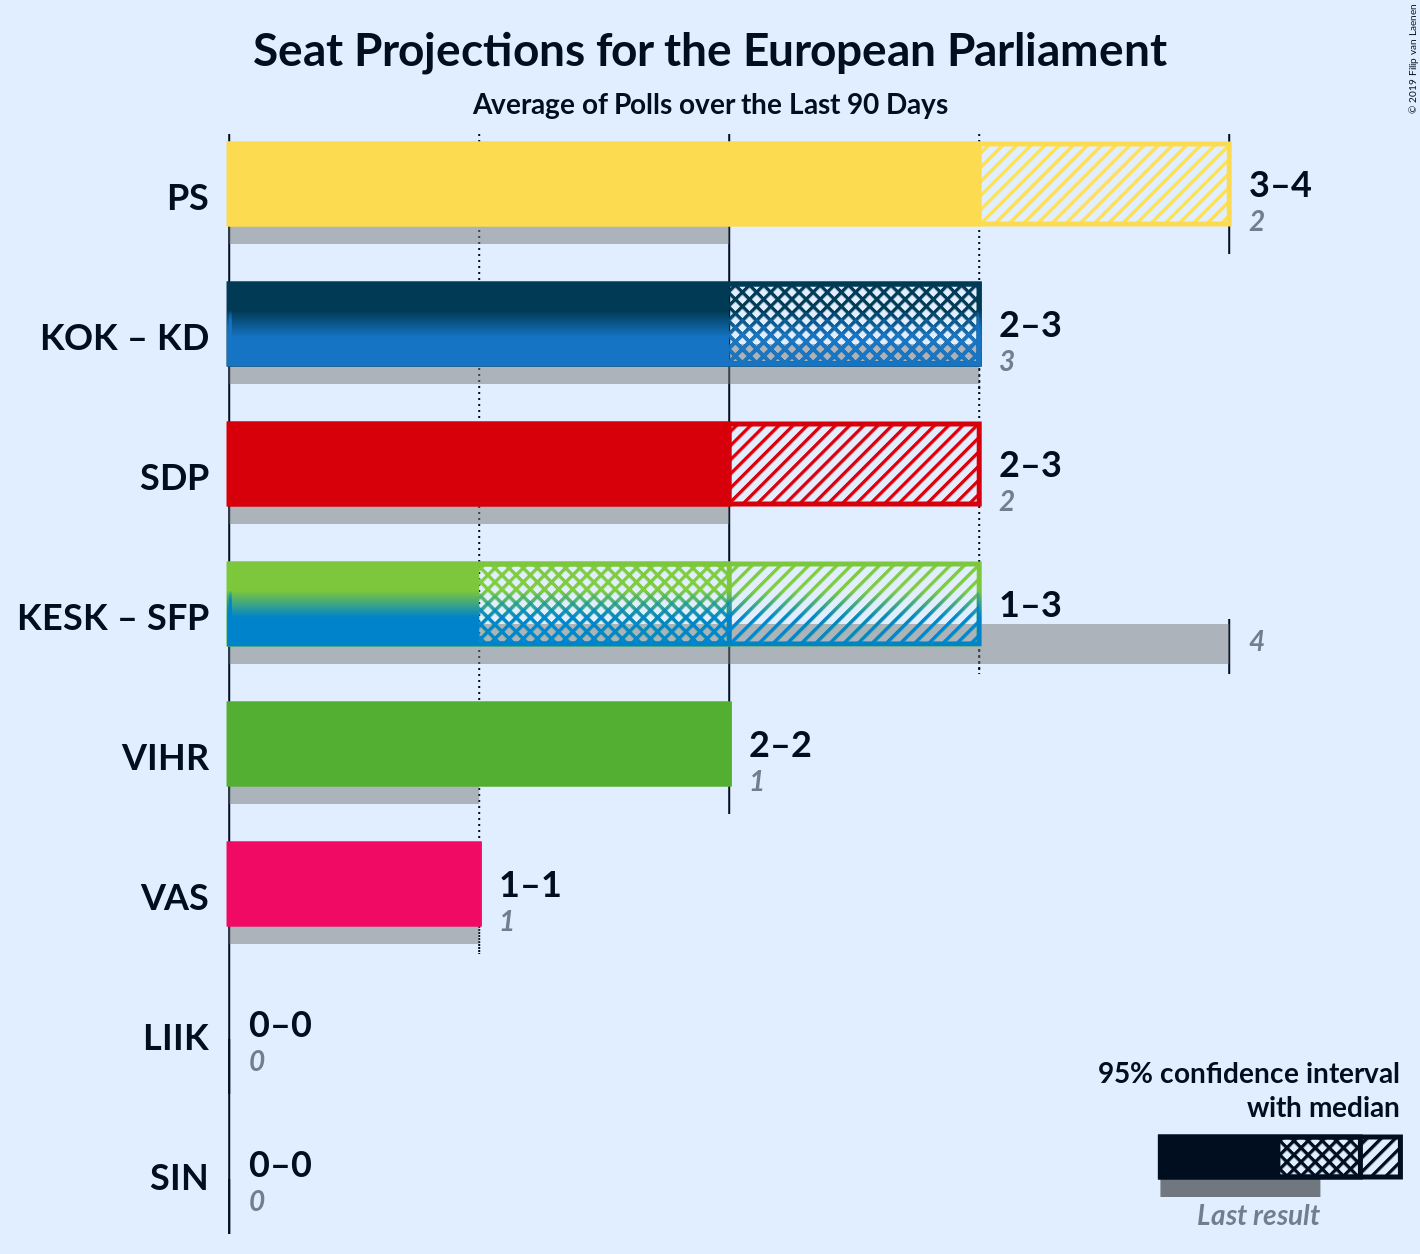 Seat Projections for the European Parliament
Average of Polls over the Last 90 Days
© 2019 Filip van Laenen
PS
3–4
2
KOK – KD
2–3
3
SDP
2–3
2
KESK – SFP
1–3
4
VIHR
2–2
1
VAS
1–1
1
LIIK
0–0
0
SIN
0–0
0
95% confidence interval
with median
Last result